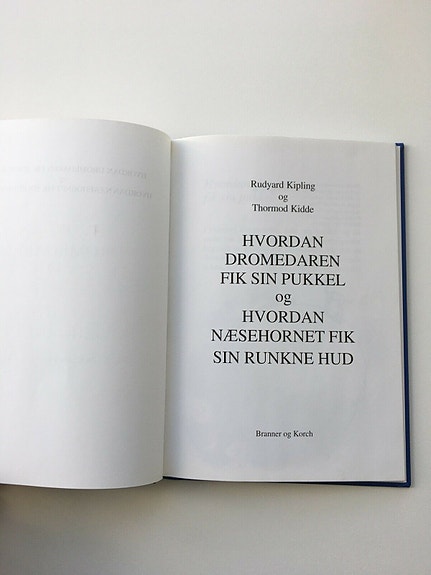 Rudyard Kipling
og
Thormod Kidde
HVORDAN
DROMEDAREN
FIK SIN PUKKEL
og
HVORDAN
NÆSEHORNET FIK
SIN RUNKNE HUD
Branner og Korch